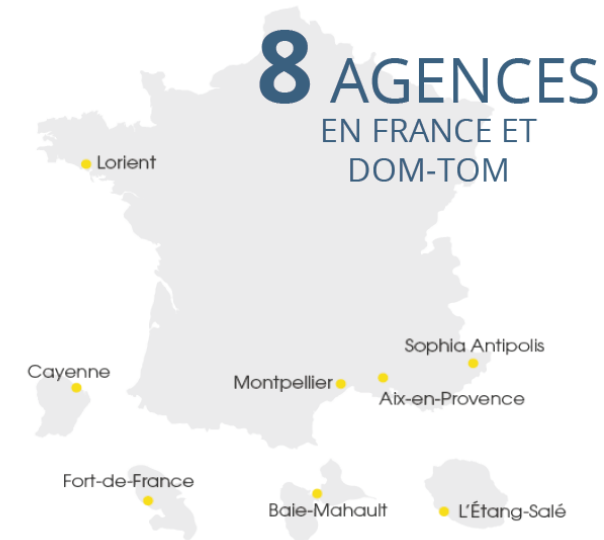 8 AGENCES
EN FRANCE ET
DOM-TOM
Lorient
Sophia Antipolis
Cayenne
Montpellier
Aix-en-Provence
Fort-de-France
Baie-Mahault
L'Étang-Salé